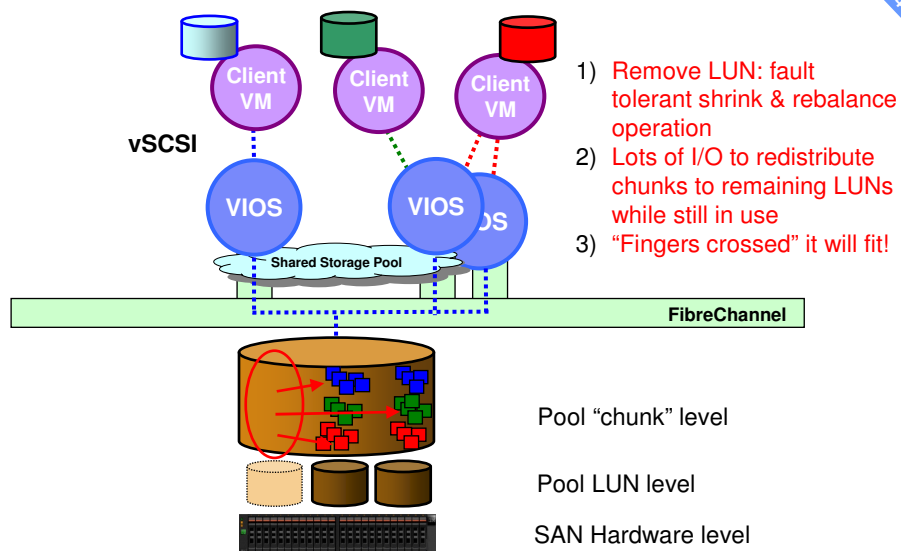 Client
VM
Client
VM
Client
VM
vSCSI
VIOS
VIOS
OS
Shared Storage Pool
FibreChannel
1) Remove LUN: fault
tolerant shrink & rebalance
operation
2) Lots of I/O to redistribute
chunks to remaining LUNs
while still in use
3) “Fingers crossed” it will fit!
Pool “chunk” level
Pool LUN level
SAN Hardware level